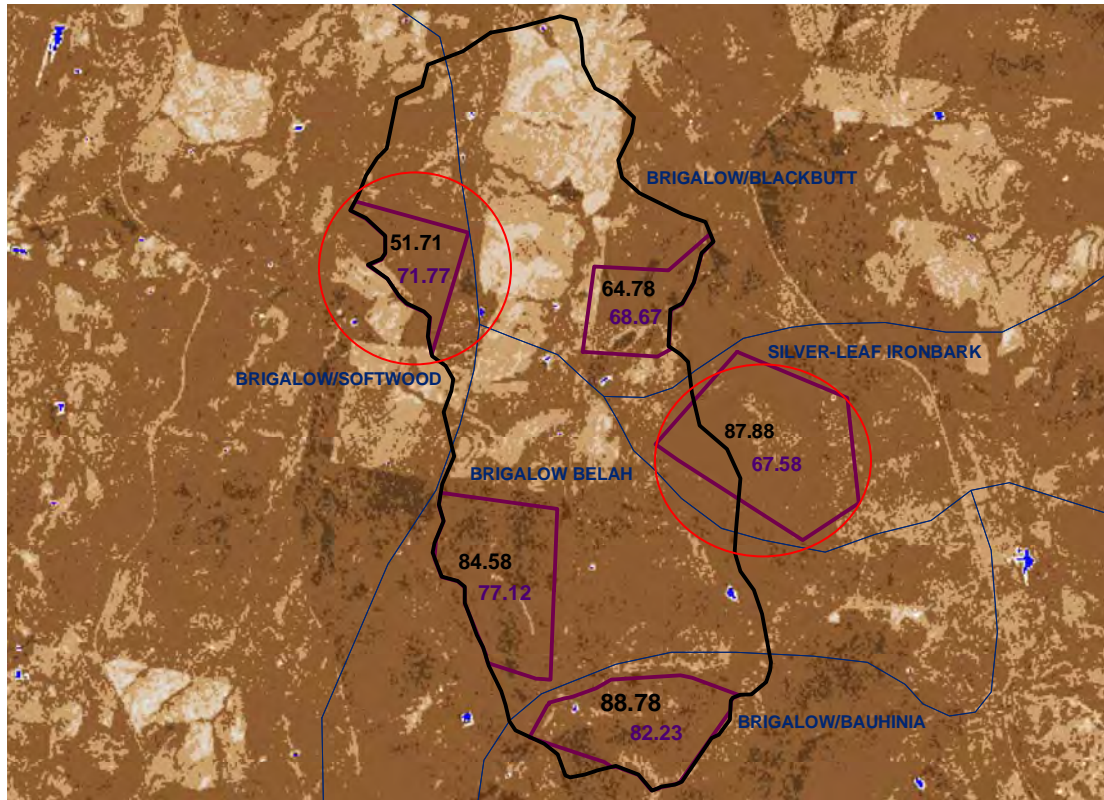 BRIGALOW/BLACKBUTT
51.71
71.77
64.78
68.67
SILVER-LEAF IRONBARK
BRIGALOW/SOFTWOOD
87.88
67.58
BRIGALOW BELAH
84.58
77.12
88.78
82.23
BRIGALOW/BAUHINIA